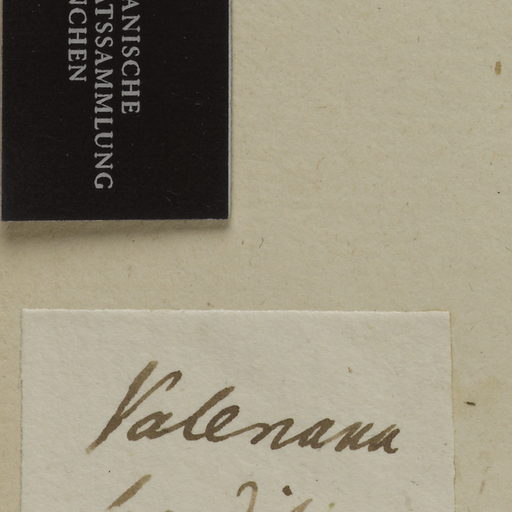 ANISCHE
ATSSAMMLUNG
NCHEN
Valeriana